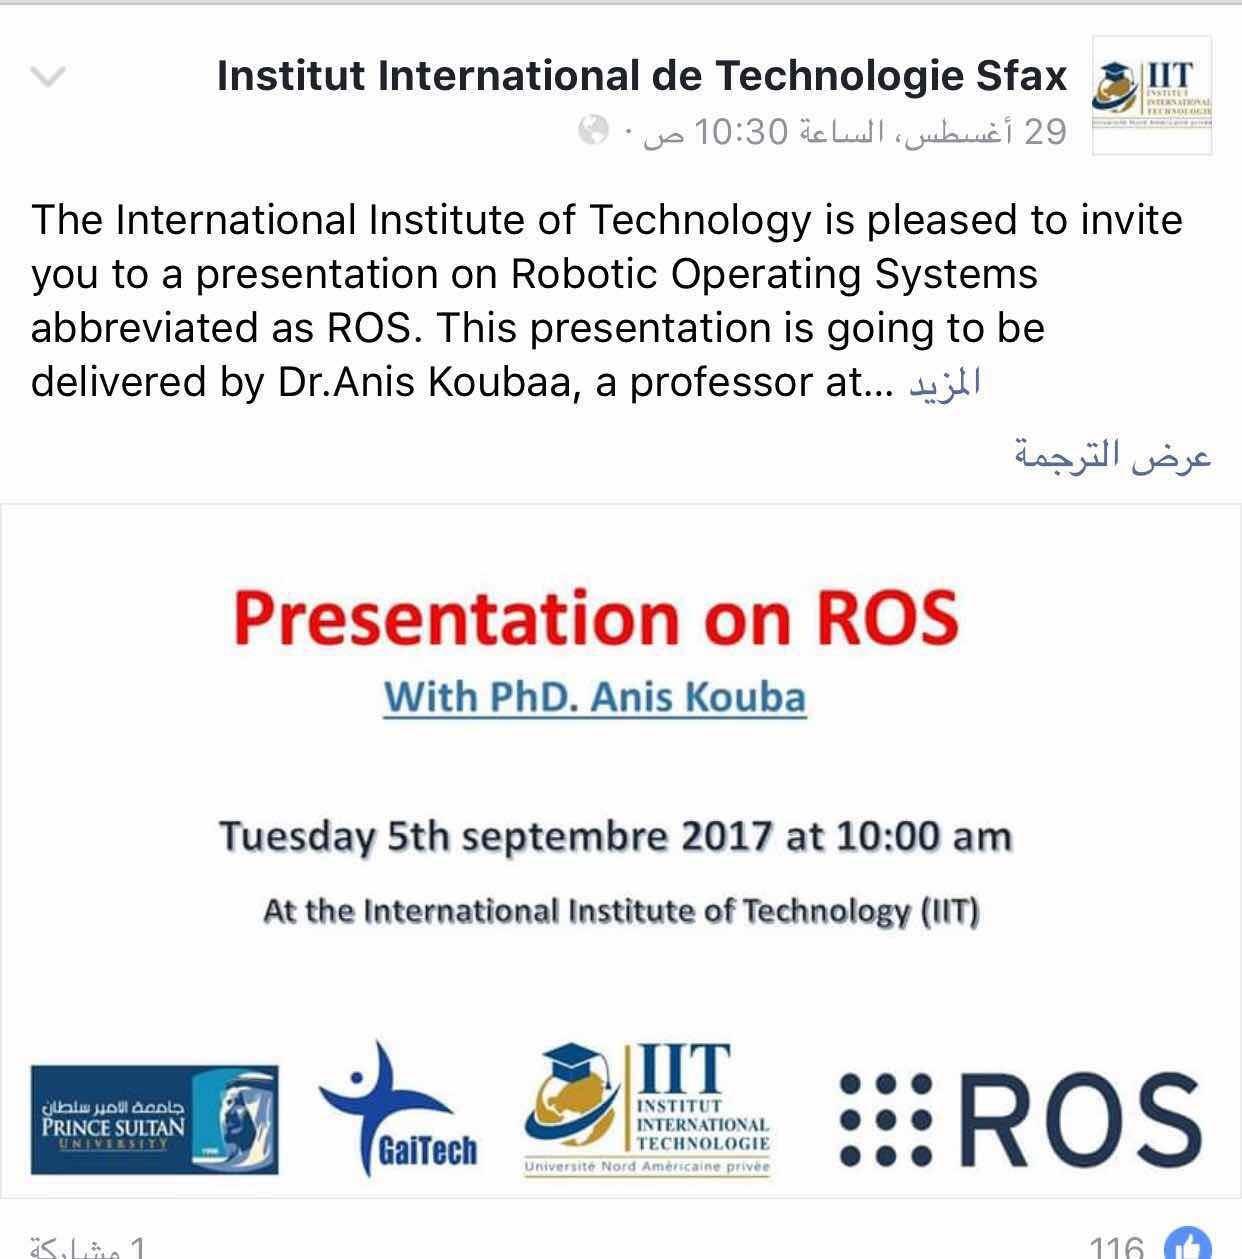 Institut International de Technologie Sfax
29 أغسطس، الساعة 10:30 ص ·
IIT
INSTITUT
INTERNATIONAL
TECHNOLOGIE
The International Institute of Technology is pleased to invite
you to a presentation on Robotic Operating Systems
abbreviated as ROS. This presentation is going to be
delivered by Dr.Anis Koubaa, a professor at... المزيد
عرض الترجمة
Presentation on ROS
With PhD. Anis Kouba
Tuesday 5th septembre 2017 at 10:00 am
At the International Institute of Technology (IIT)
جامعة الأمير سلطان
PRINCE SULTAN
UNIVERSITY
GaiTech
IIT
INSTITUT
INTERNATIONAL
TECHNOLOGIE
Université Nord Américaine privée
ROS
1 مشاركة
116